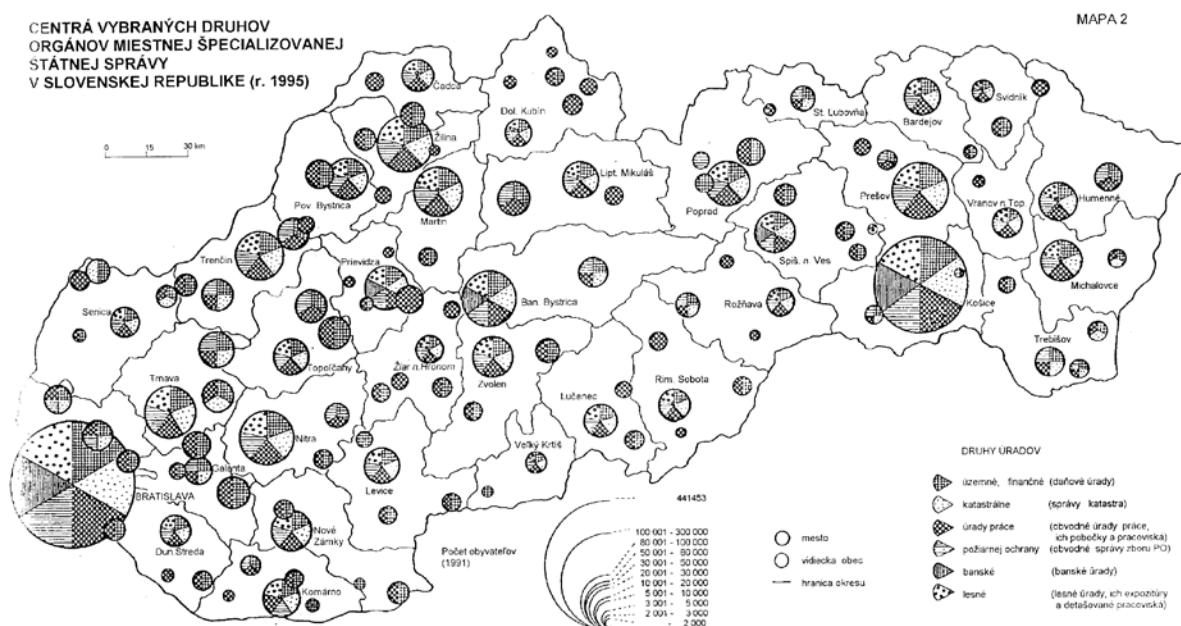 CENTRÁ VYBRANÝCH DRUHOV
ORGÁNOV MIESTNEJ ŠPECIALIZOVANEJ
ŠTÁTNEJ SPRÁVY
V SLOVENSKEJ REPUBLIKE (r. 1995)
MAPA 2
0 15 30 km
Čadca
Dol. Kubín
Žilina
St. Ľubovňa
Bardejov
Svidník
Pov. Bystrica
Martin
Lipt. Mikuláš
Poprad
Prešov
Vranov n. Top.
Humenné
Trenčín
Prievidza
Ban. Bystrica
Spiš. n. Ves
Košice
Michalovce
Senica
Rožňava
Topoľčany
Žiar n. Hronom
Zvolen
Trebišov
Trnava
Lučenec
Rim. Sobota
Nitra
Veľký Krtíš
Galanta
Levice
BRATISLAVA
Dun. Streda
Nové
Zámky
Komárno
Počet obyvateľov
(1991)
441453
100 001 - 300 000
80 001 - 100 000
50 001 - 80 000
30 001 - 50 000
20 001 - 30 000
10 001 - 20 000
5 001 - 10 000
3 001 - 5 000
2 001 - 3 000
- 2 000
mesto
vidiecka obec
hranica okresu
DRUHY ÚRADOV
územné, finančné (daňové úrady)
katastrálne (správy katastra)
úrady práce (obvodné úrady práce,
ich pobočky a pracoviská)
požiarnej ochrany (obvodné správy zboru PO)
banské (banské úrady)
lesné (lesné úrady, ich expozitúry
a detašované pracoviská)